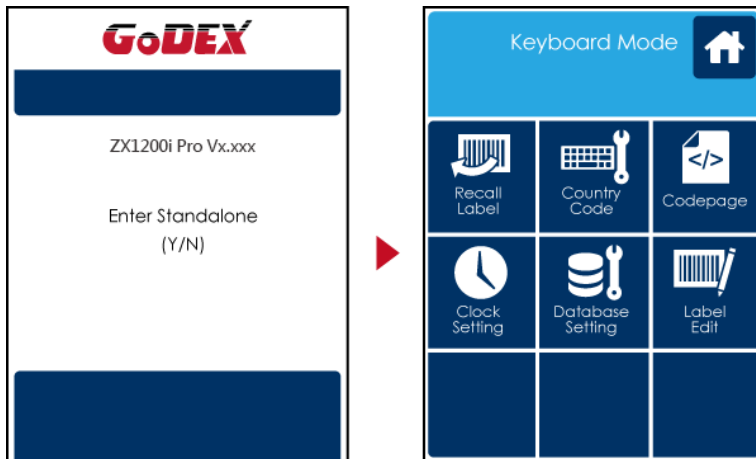 GoDEX
ZX1200i Pro Vx.xxx
Enter Standalone
(Y/N)
Keyboard Mode
Recall
Label
Country
Code
</>
Codepage
Clock
Setting
Database
Setting
Label
Edit